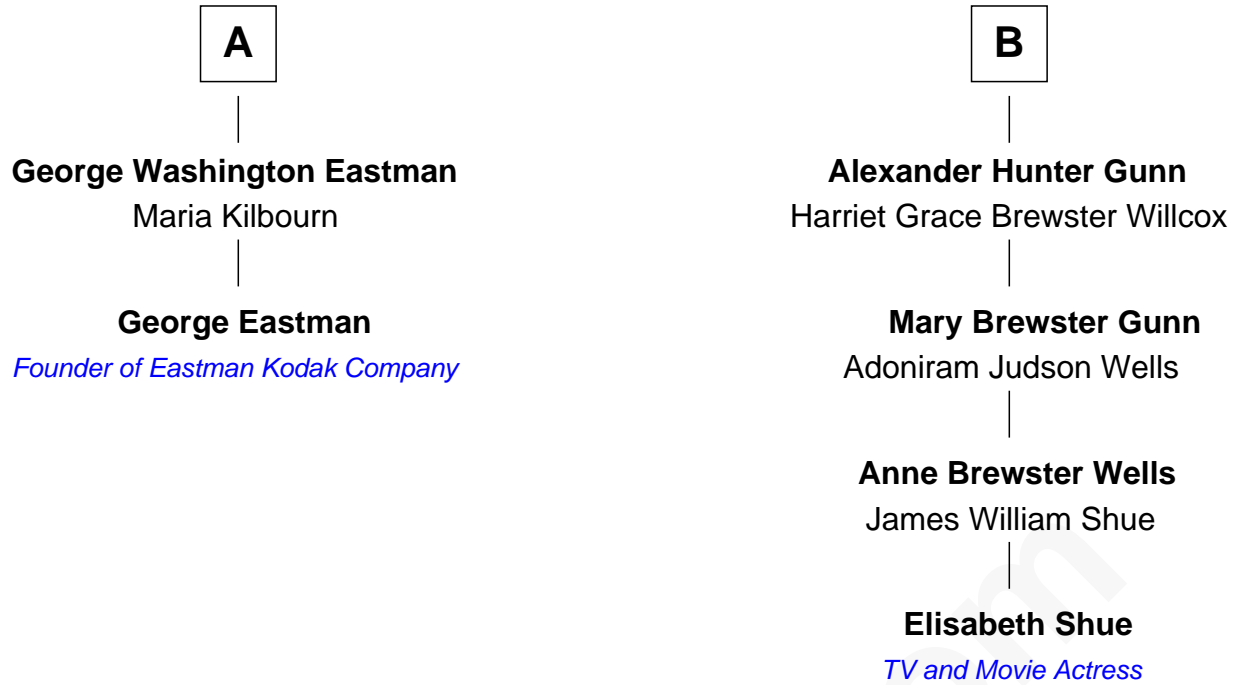 A
George Washington Eastman
Maria Kilbourn
George Eastman
Founder of Eastman Kodak Company
B
Alexander Hunter Gunn
Harriet Grace Brewster Willcox
Mary Brewster Gunn
Adoniram Judson Wells
Anne Brewster Wells
James William Shue
Elisabeth Shue
TV and Movie Actress